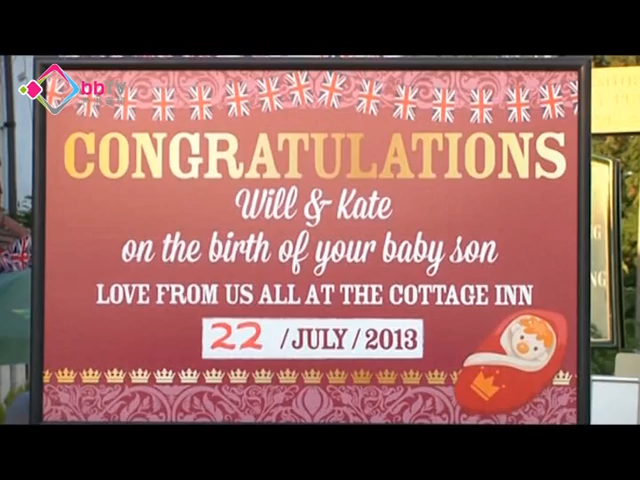 CONGRATULATIONS
Will & Kate
on the birth of your baby son
LOVE FROM US ALL AT THE COTTAGE INN
22 /JULY/2013